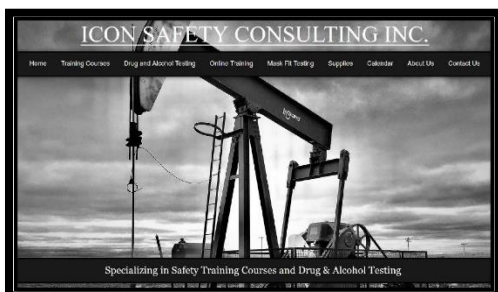 ICON SAFETY CONSULTING INC.
Home Training Courses Drug and Alcohol Testing Online Training Mask Fit Testing Supplies Calendar About Us Contact Us
Specializing in Safety Training Courses and Drug & Alcohol Testing